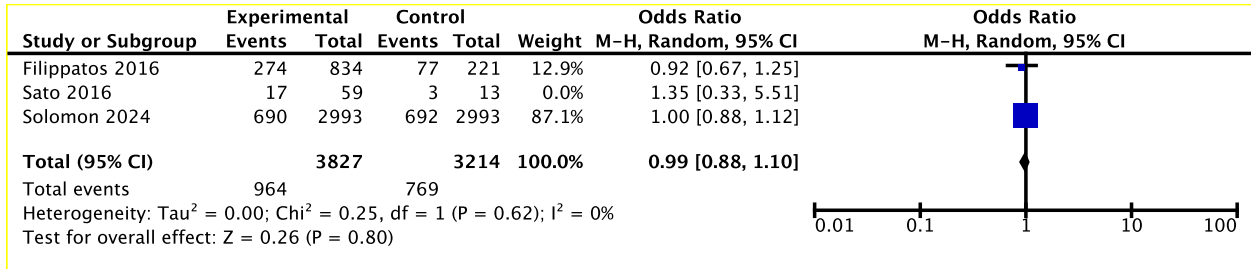 Experimental Control Odds Ratio Odds Ratio
Study or Subgroup Events Total Events Total Weight M-H, Random, 95% CI M-H, Random, 95% CI
Filippatos 2016 274 834 77 221 12.9% 0.92 [0.67, 1.25]
Sato 2016 17 59 3 13 0.0% 1.35 [0.33, 5.51]
Solomon 2024 690 2993 692 2993 87.1% 1.00 [0.88, 1.12]
Total (95% CI) 3827 3214 100.0% 0.99 [0.88, 1.10]
Total events 964 769
Heterogeneity: Tau² = 0.00; Chi² = 0.25, df = 1 (P = 0.62); I² = 0%
Test for overall effect: Z = 0.26 (P = 0.80)
0.01 0.1 1 10 100